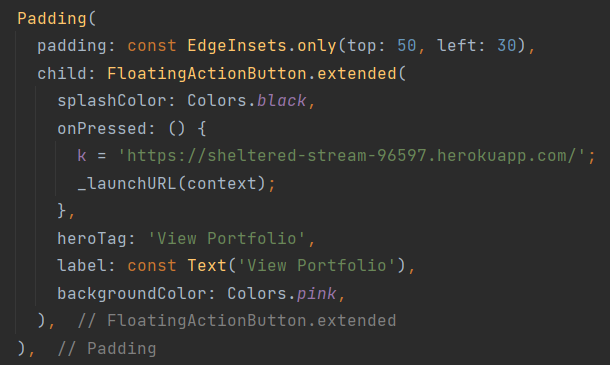 Padding(
  padding: const EdgeInsets.only(top: 50, left: 30),
  child: FloatingActionButton.extended(
    splashColor: Colors.black,
    onPressed: () {
      k = 'https://sheltered-stream-96597.herokuapp.com/';
      _launchURL(context);
    },
    heroTag: 'View Portfolio',
    label: const Text('View Portfolio'),
    backgroundColor: Colors.pink,
  ),  // FloatingActionButton.extended
),  // Padding